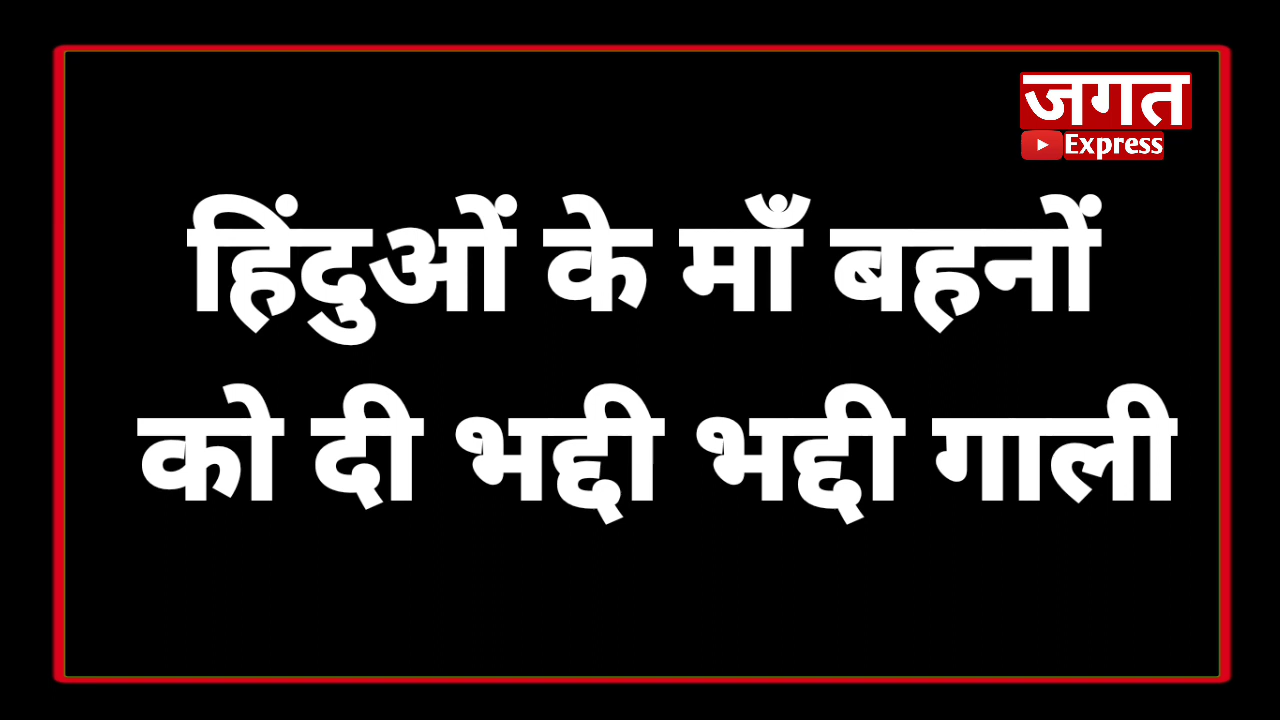 जगत
Express
हिंदुओं के माँ बहनों
को दी भद्दी भद्दी गाली